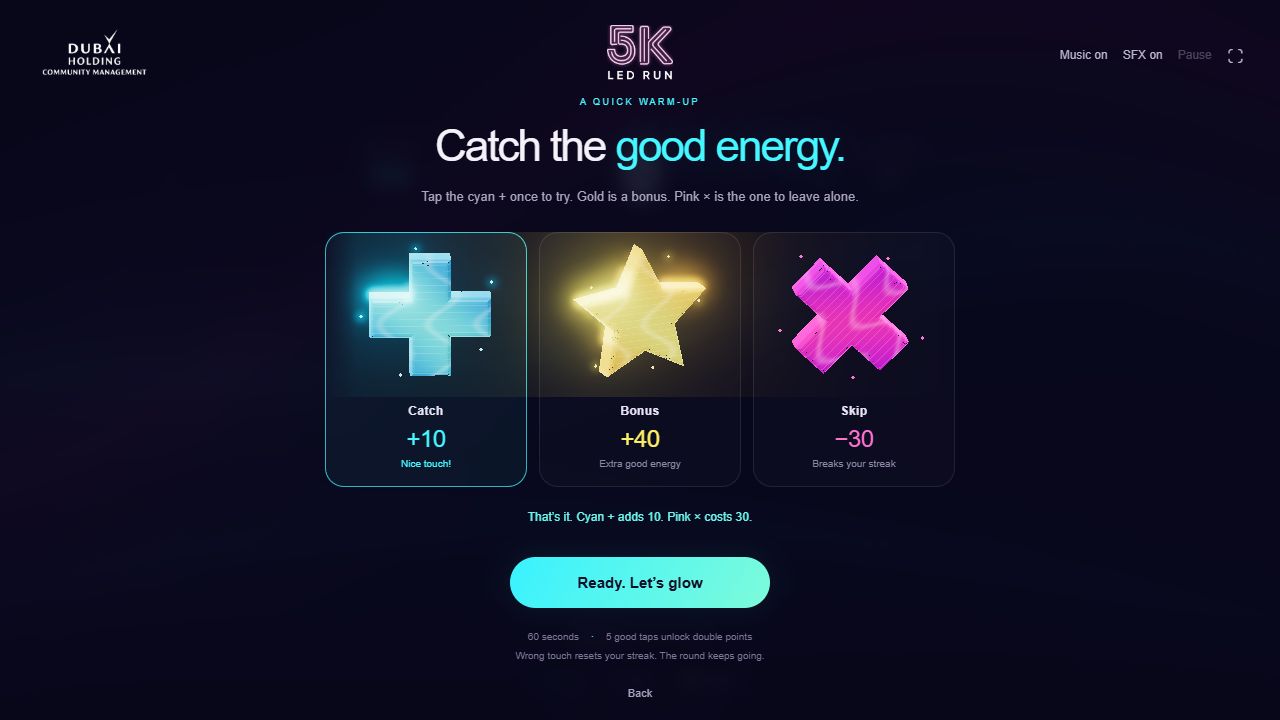 DUBAI
HOLDING
COMMUNITY MANAGEMENT
5K
LED RUN
Music on
SFX on
Pause
A QUICK WARM-UP
Catch the good energy.
Tap the cyan + once to try. Gold is a bonus. Pink × is the one to leave alone.
Catch
+10
Nice touch!
Bonus
+40
Extra good energy
Skip
−30
Breaks your streak
That's it. Cyan + adds 10. Pink × costs 30.
Ready. Let's glow
60 seconds · 5 good taps unlock double points
Wrong touch resets your streak. The round keeps going.
Back